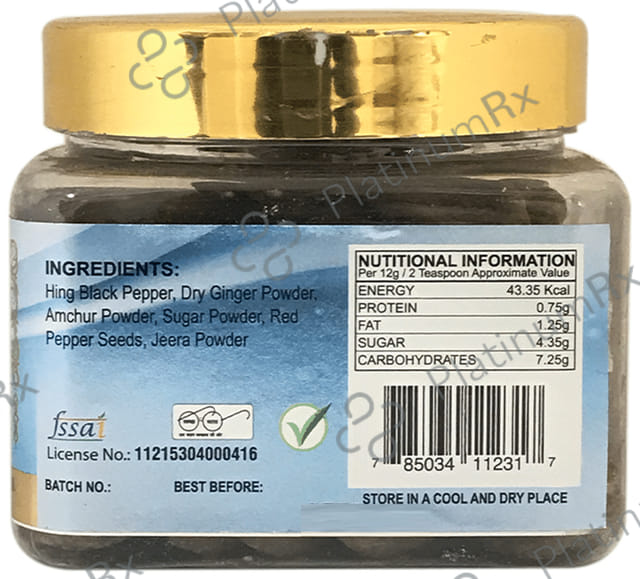 INGREDIENTS:
Hing Black Pepper, Dry Ginger Powder,
Amchur Powder, Sugar Powder, Red
Pepper Seeds, Jeera Powder
fssai
License No.: 11215304000416
BATCH NO.:
BEST BEFORE:
NUTITIONAL INFORMATION
Per 12g / 2 Teaspoon Approximate Value
ENERGY 43.35 Kcal
PROTEIN 0.75g
FAT 1.25g
SUGAR 4.35g
CARBOHYDRATES 7.25g
7 85034 11231 7
STORE IN A COOL AND DRY PLACE
PlatinumRx
PlatinumRx
PlatinumRx